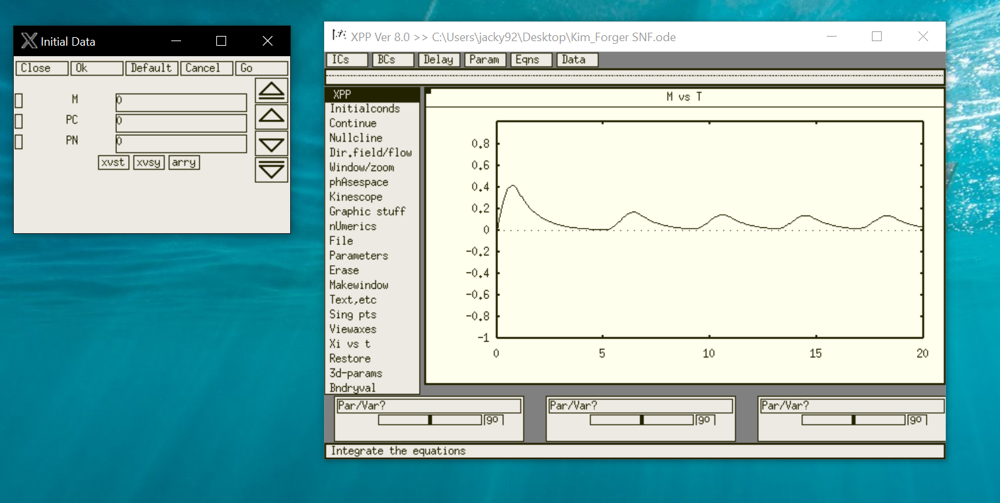 Initial Data
Close Ok Default Cancel Go
M 0
PC 0
PN 0
xvst xvsy arry
XPP Ver 8.0 >> C:\Users\jacky92\Desktop\Kim_Forger SNF.ode
ICs BCs Delay Param Eqns Data
XPP
Initialconds
Continue
Nullcline
Dir.field/flow
Window/zoom
phAsespace
Kinescope
Graphic stuff
nUmerics
File
Parameters
Erase
Makewindow
Text,etc
Sing pts
Viewaxes
Xi vs t
Restore
3d-params
Bndryval
M vs T
0.8
0.6
0.4
0.2
0
-0.2
-0.4
-0.6
-0.8
-1
0 5 10 15 20
Par/Var? Par/Var? Par/Var?
go go go
Integrate the equations